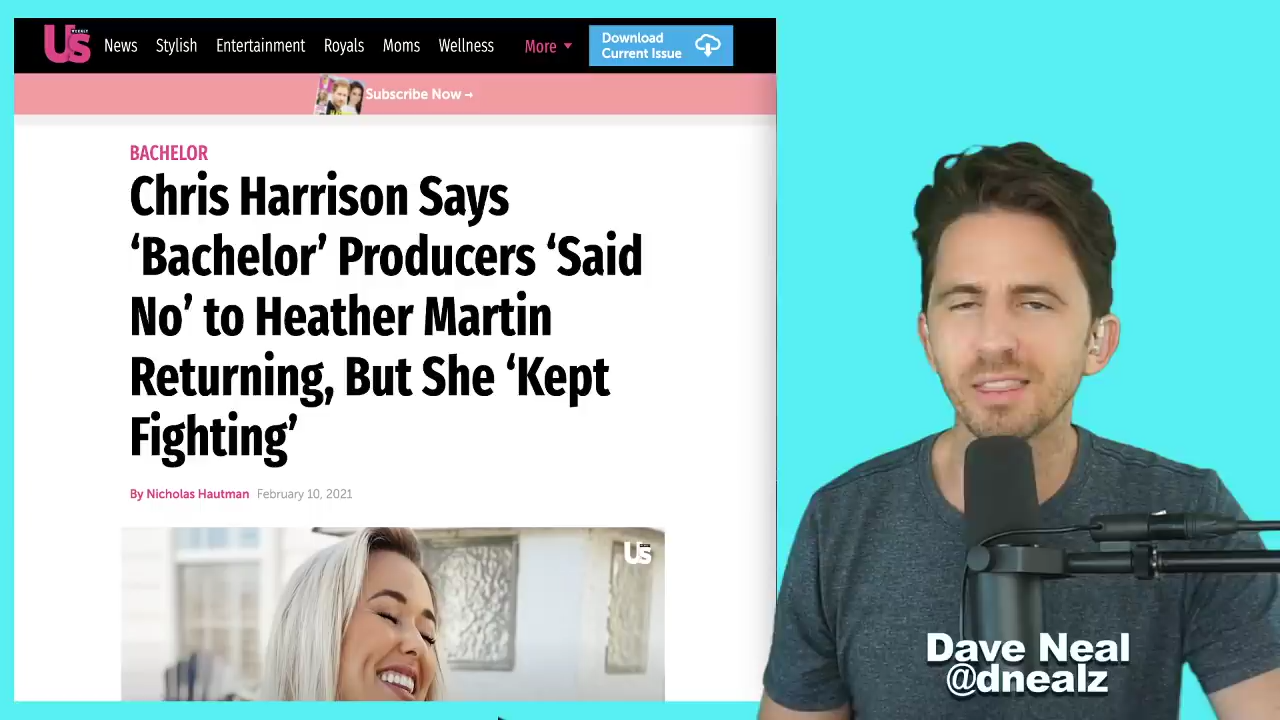 Us WEEKLY News Stylish Entertainment Royals Moms Wellness More Download
Current Issue
Subscribe Now →
BACHELOR
Chris Harrison Says
‘Bachelor’ Producers ‘Said
No’ to Heather Martin
Returning, But She ‘Kept
Fighting’
By Nicholas Hautman February 10, 2021
Us
Dave Neal
@dnealz